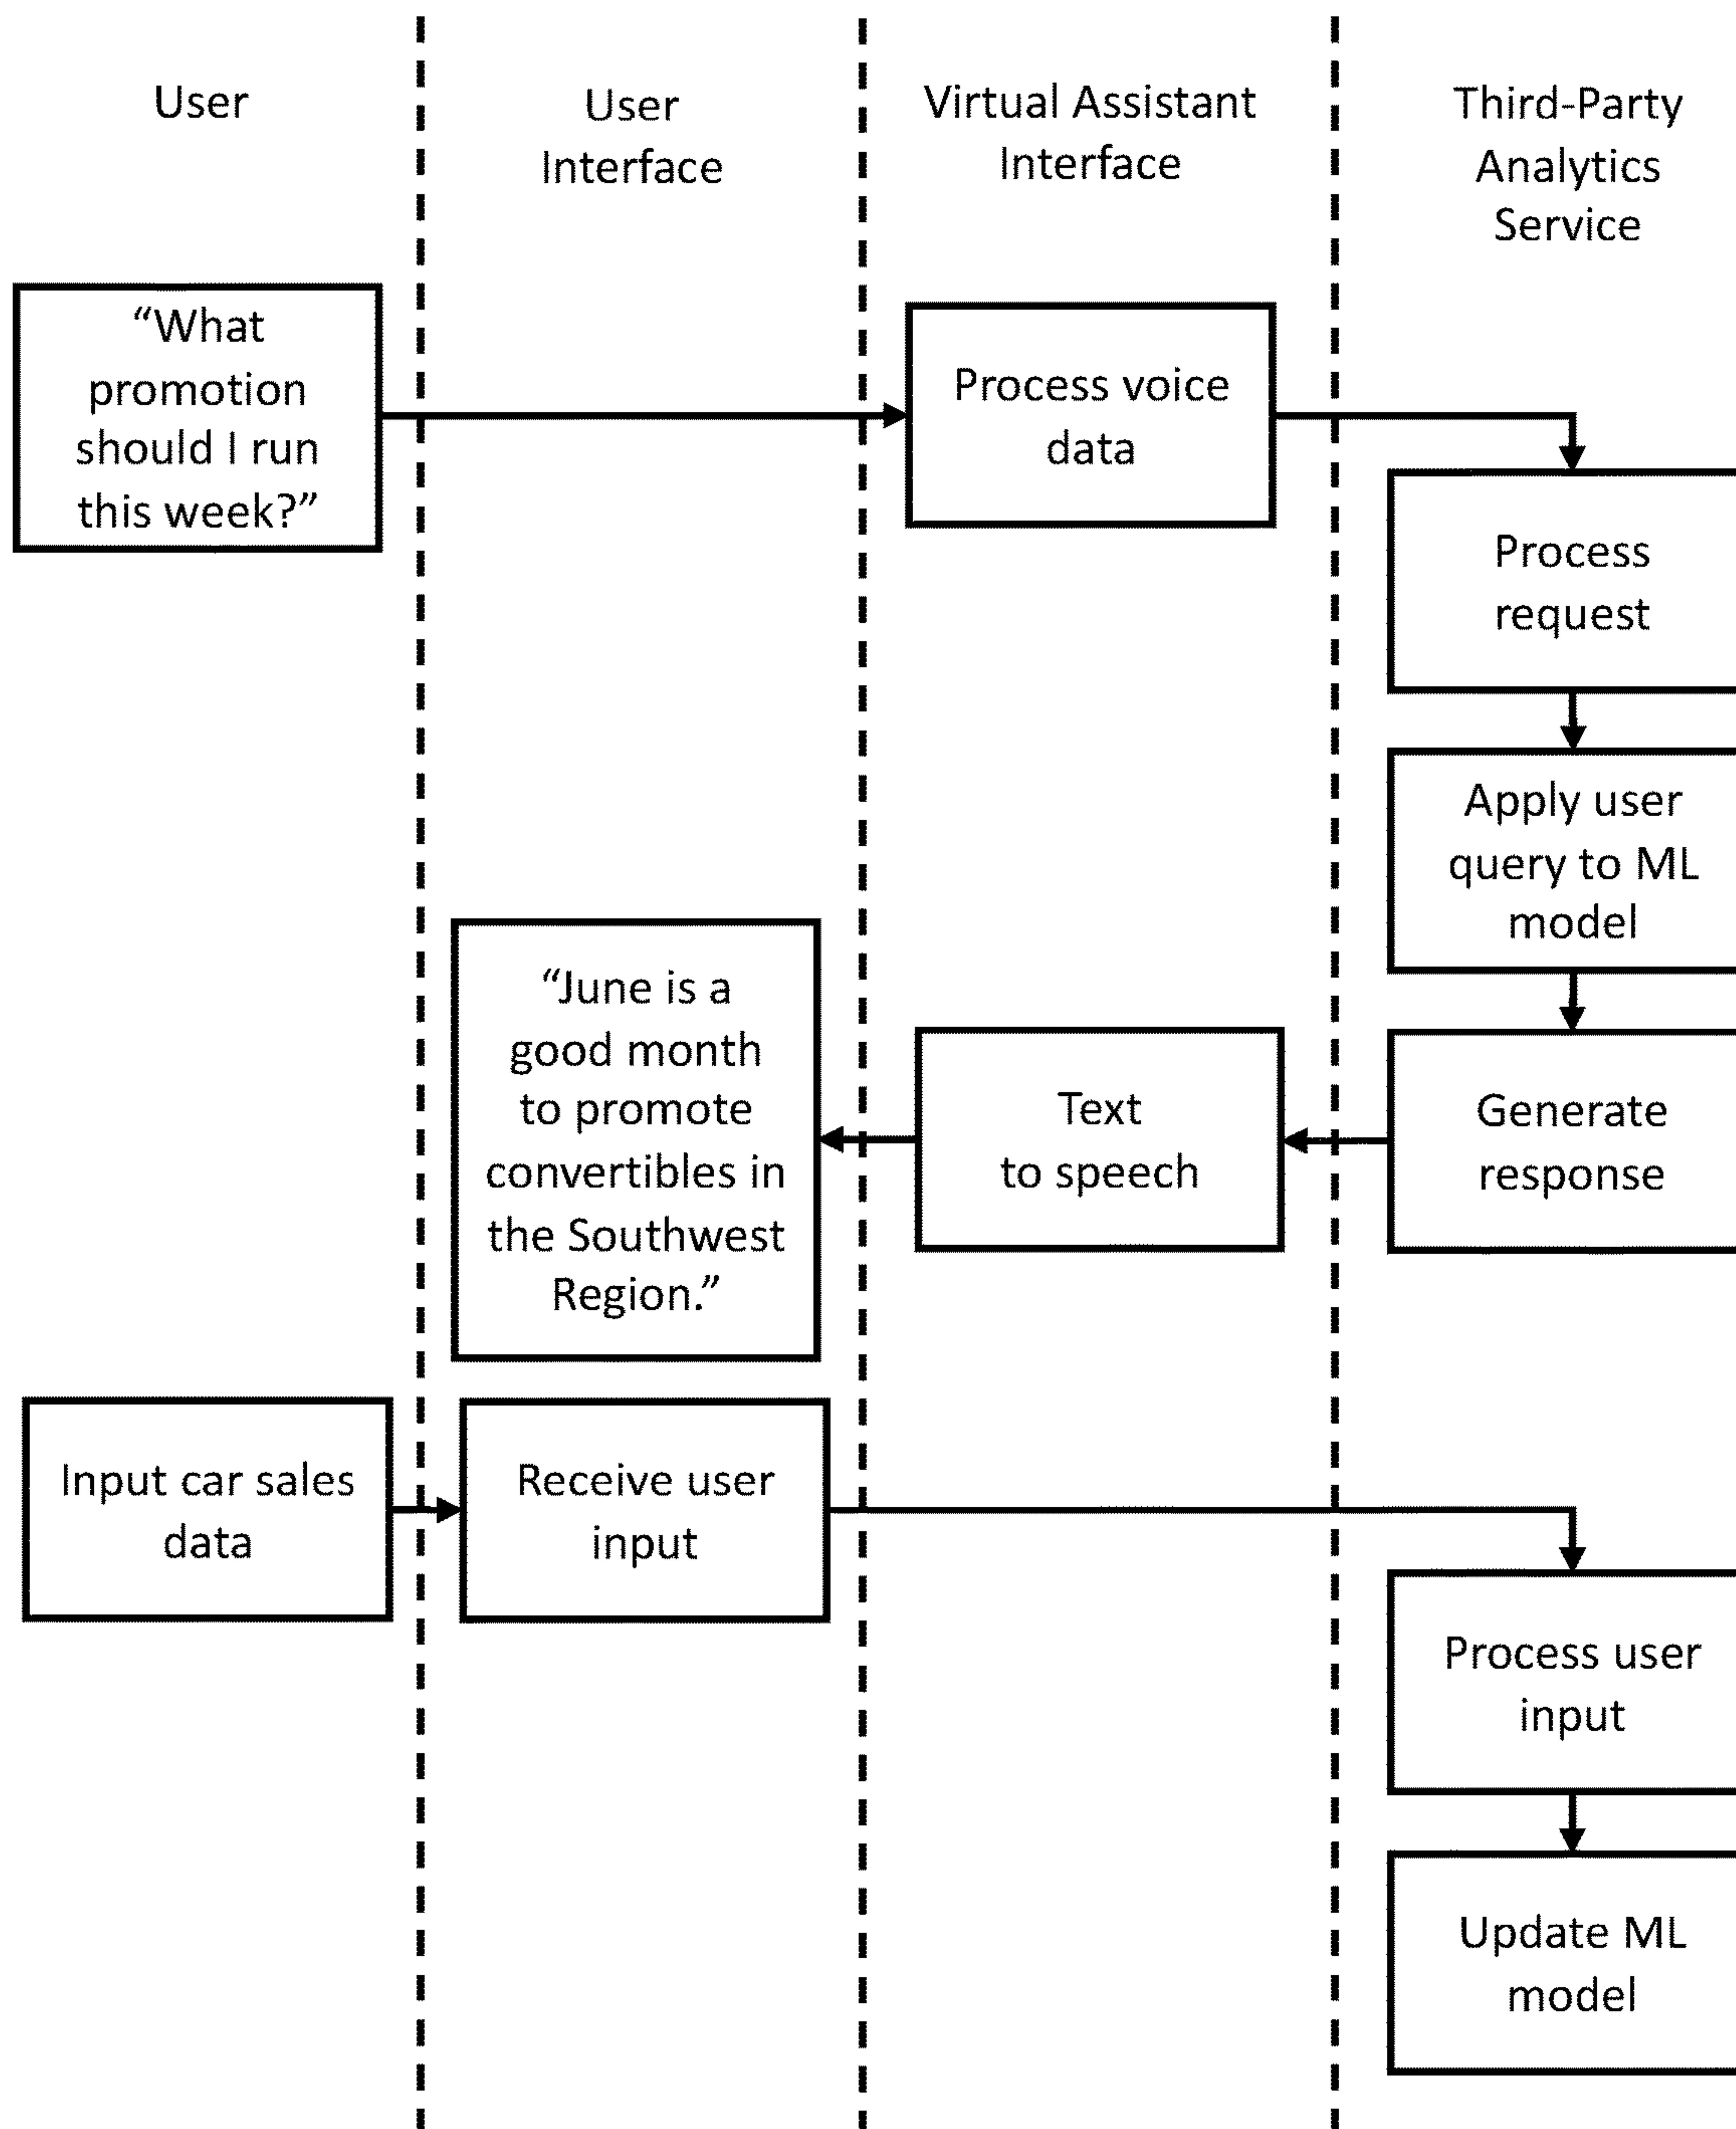 User
User
Interface
Virtual Assistant
Interface
Third-Party
Analytics
Service
“What
promotion
should I run
this week?”
Process voice
data
Process
request
Apply user
query to ML
model
“June is a
good month
to promote
convertibles in
the Southwest
Region.”
Text
to speech
Generate
response
Input car sales
data
Receive user
input
Process user
input
Update ML
model